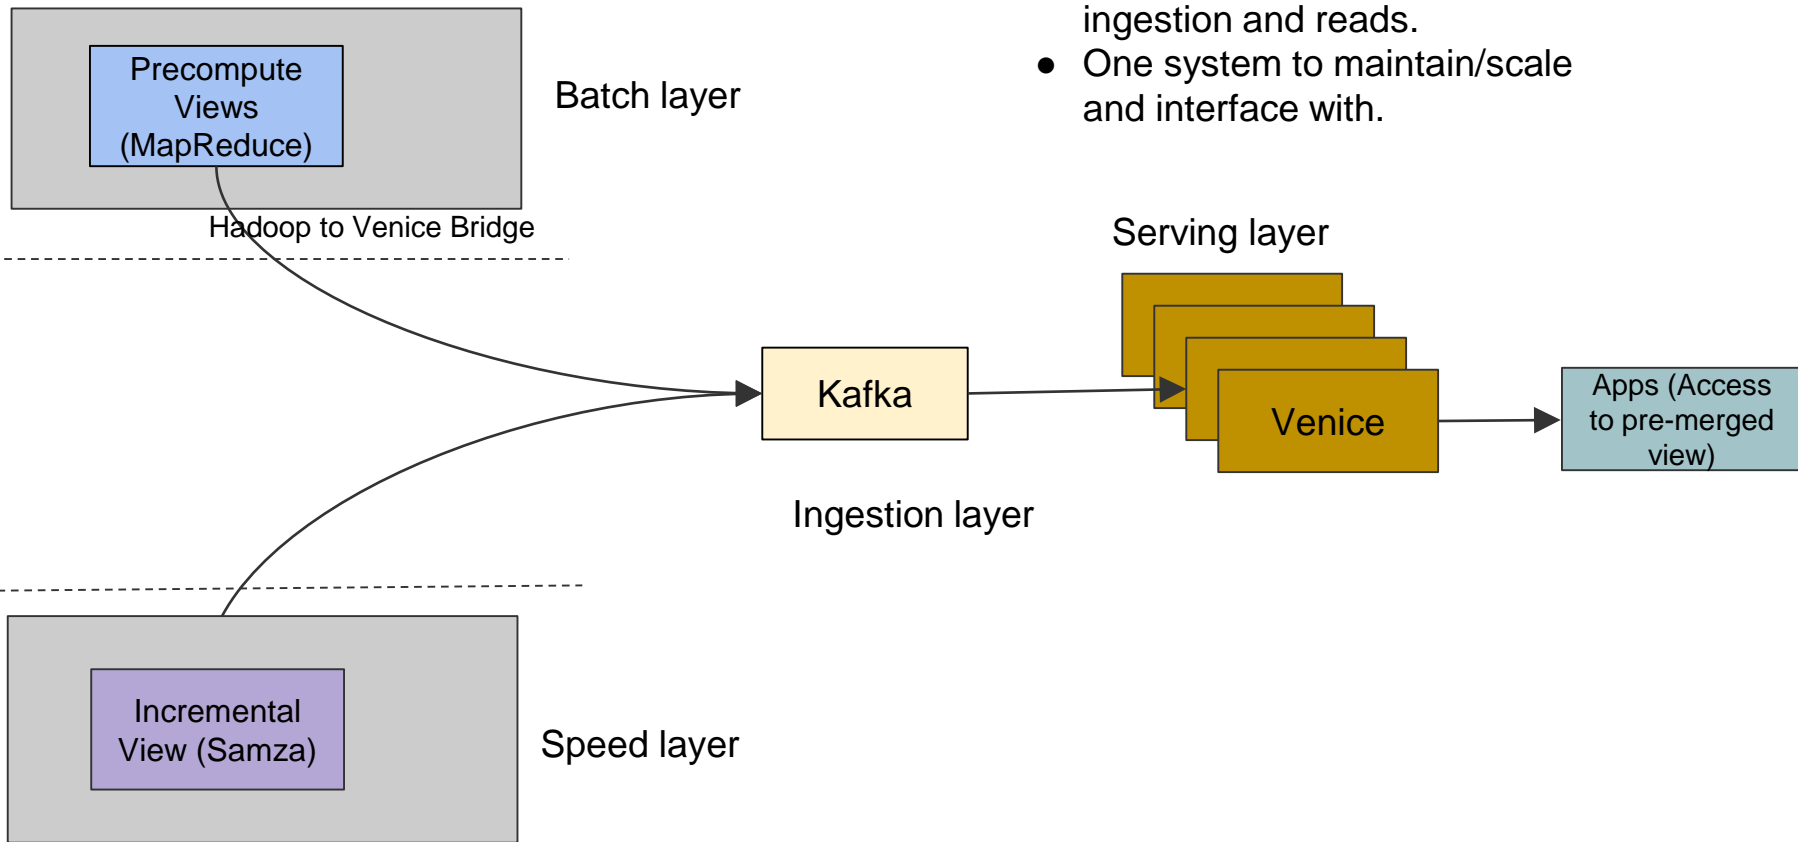 ingestion and reads.
● One system to maintain/scale
and interface with.
Precompute
Views
(MapReduce)
Batch layer
Hadoop to Venice Bridge
Serving layer
Kafka
Venice
Apps (Access
to pre-merged
view)
Ingestion layer
Incremental
View (Samza)
Speed layer